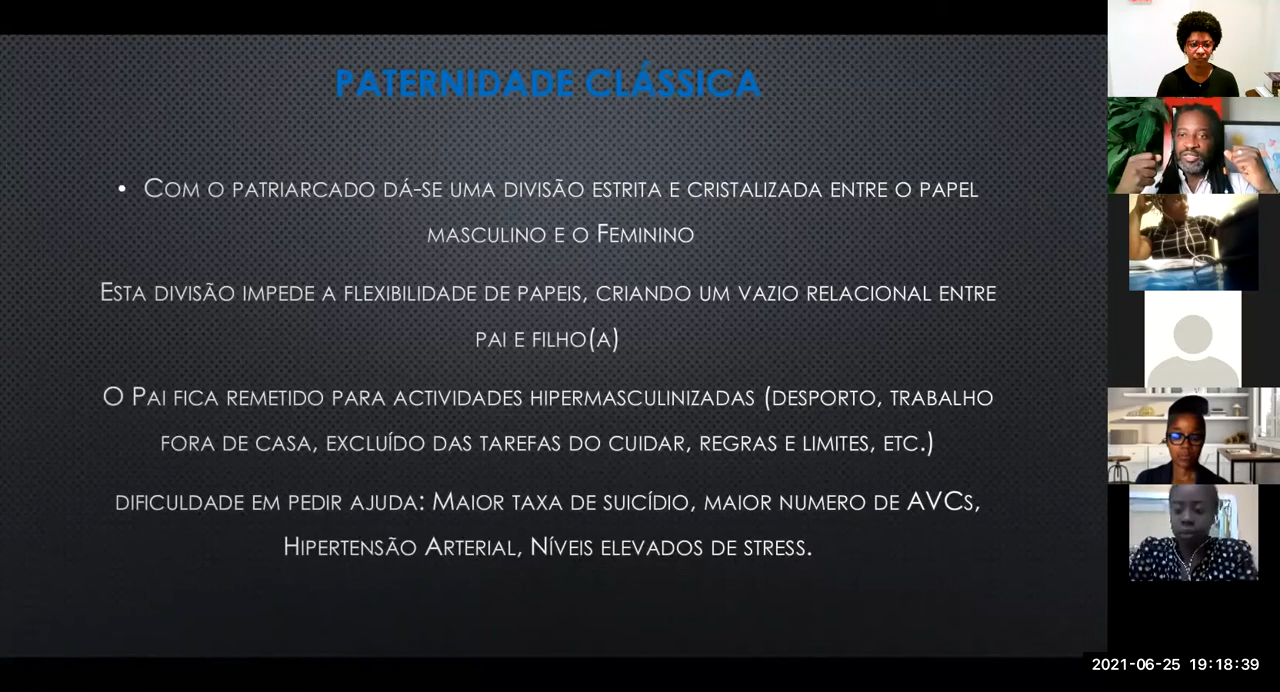 PATERNIDADE CLÁSSICA
• COM O PATRIARCADO DÁ-SE UMA DIVISÃO ESTRITA E CRISTALIZADA ENTRE O PAPEL
MASCULINO E O FEMININO
ESTA DIVISÃO IMPEDE A FLEXIBILIDADE DE PAPEIS, CRIANDO UM VAZIO RELACIONAL ENTRE
PAI E FILHO(A)
O PAI FICA REMETIDO PARA ACTIVIDADES HIPERMASCULINIZADAS (DESPORTO, TRABALHO
FORA DE CASA, EXCLUÍDO DAS TAREFAS DO CUIDAR, REGRAS E LIMITES, ETC.)
DIFICULDADE EM PEDIR AJUDA: MAIOR TAXA DE SUICÍDIO, MAIOR NUMERO DE AVCS,
HIPERTENSÃO ARTERIAL, NÍVEIS ELEVADOS DE STRESS.
2021-06-25 19:18:39